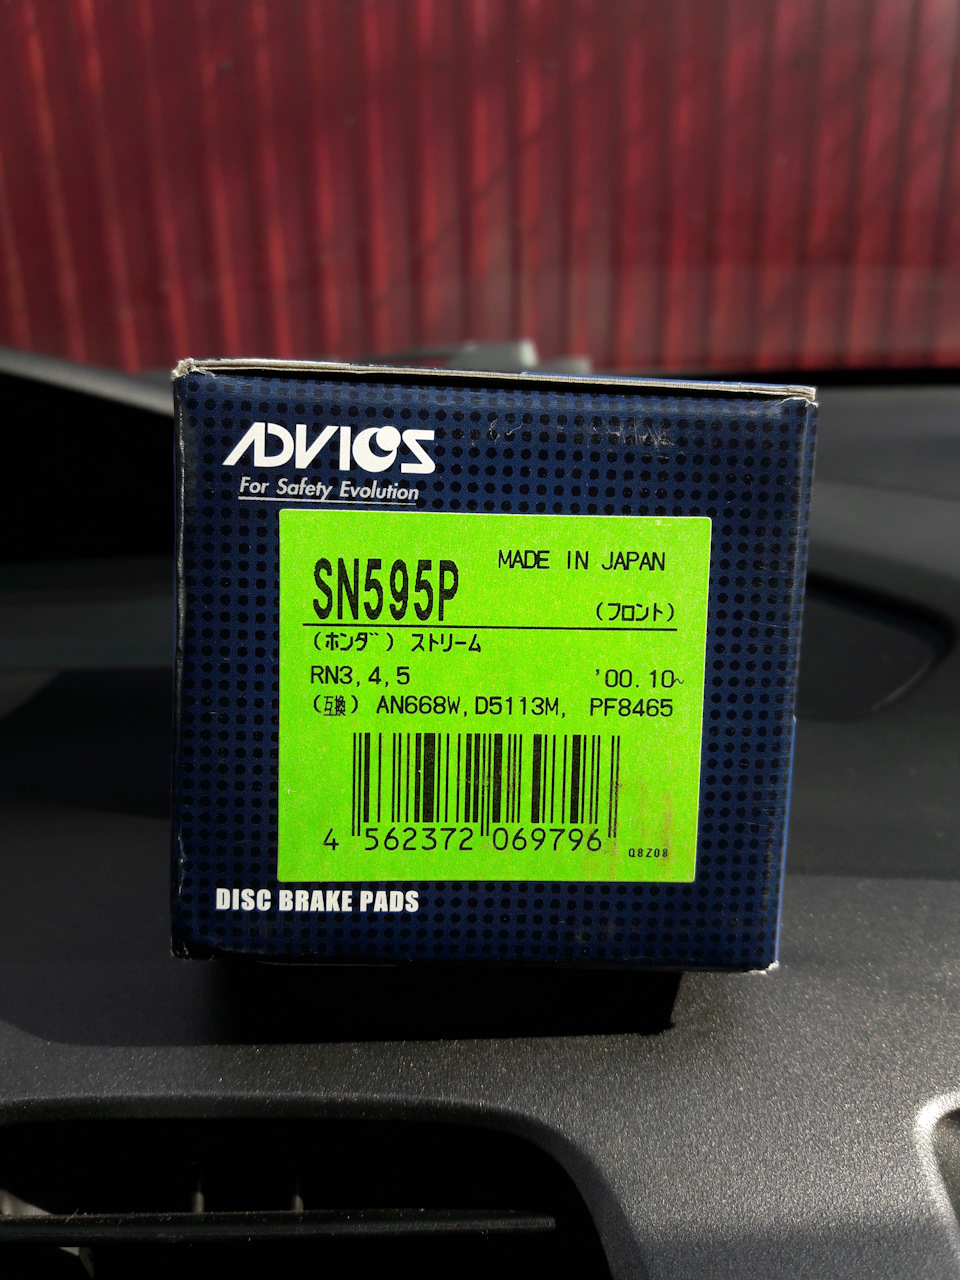 ADVICS
For Safety Evolution
SN595P
MADE IN JAPAN
(フロント)
(ホンダ) ストリーム
RN3,4,5 '00.10~
(互換) AN668W,D5113M, PF8465
4 562372 069796
Q8Z08
DISC BRAKE PADS